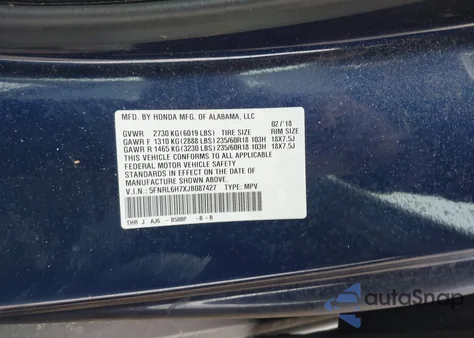 MFD. BY HONDA MFG. OF ALABAMA, LLC 02/'18
GVWR 2730 KG(6019 LBS) TIRE SIZE RIM SIZE
GAWR F 1310 KG(2888 LBS) 235/60R18 103H 18X7.5J
GAWR R 1465 KG(3230 LBS) 235/60R18 103H 18X7.5J
THIS VEHICLE CONFORMS TO ALL APPLICABLE
FEDERAL MOTOR VEHICLE SAFETY
STANDARDS IN EFFECT ON THE DATE OF
MANUFACTURE SHOWN ABOVE.
V.I.N.: 5FNRL6H7XJB087427 TYPE: MPV
THR J AJ6 - B588P -B - B
autoSnap